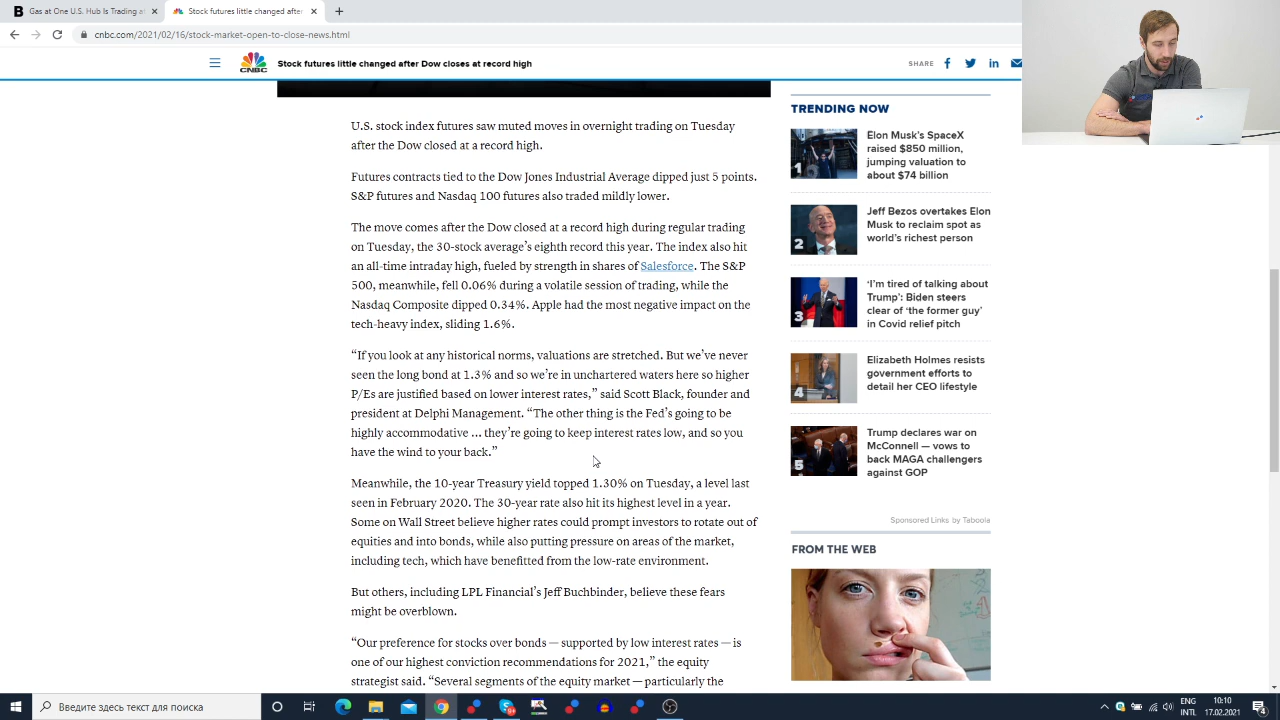 B Gas at One U.S. Hub Is Trading al
Stock futures little changed after
cnbc.com/2021/02/16/stock-market-open-to-close-news.html
CNBC
Stock futures little changed after Dow closes at record high
SHARE
U.S. stock index futures saw muted moves in overnight trading on Tuesday
after the Dow closed at a record high.
Futures contracts tied to the Dow Jones Industrial Average dipped just 5 points.
S&P futures and Nasdaq 100 futures also traded mildly lower.
The move comes after the Dow closed at a record high during regular trading
on Tuesday, the 30-stock average’s eighth record this year. The index also hit
an all-time intraday high, fueled by strength in shares of Salesforce. The S&P
500, meanwhile, fell 0.06% during a volatile session of trading, while the
Nasdaq Composite dipped 0.34%. Apple had the most negative impact on the
tech-heavy index, sliding 1.6%.
“If you look at any historical norms, valuations are stretched. But we’ve never
seen the long bond at 1.3% and so we’re in unchartered waters here so higher
P/Es are justified based on lower interest rates,” said Scott Black, founder and
president at Delphi Management. “The other thing is the Fed’s going to be
highly accommodative ... they’re going to keep interest rates low, and so you
have the wind to your back.”
Meanwhile, the 10-year Treasury yield topped 1.30% on Tuesday, a level last
seen in February 2020. The 30-year rate also hit its highest level in a year.
Some on Wall Street believe higher rates could prompt investors to rotate out of
equities and into bonds, while also putting pressure on areas of the market,
including tech, which have benefitted from the low-rate environment.
But others, including LPL Financial’s Jeff Buchbinder, believe these fears
might be overblown.
“Our preference for stocks over bonds — supported by low interest rates — is
one of our highest conviction recommendations for 2021,” the equity
strategist said. “Several segments of the equity market — particularly the
TRENDING NOW
1
Elon Musk’s SpaceX
raised $850 million,
jumping valuation to
about $74 billion
2
Jeff Bezos overtakes Elon
Musk to reclaim spot as
world’s richest person
3
‘I’m tired of talking about
Trump’: Biden steers
clear of ‘the former guy’
in Covid relief pitch
4
Elizabeth Holmes resists
government efforts to
detail her CEO lifestyle
5
Trump declares war on
McConnell — vows to
back MAGA challengers
against GOP
Sponsored Links by Taboola
FROM THE WEB
Введите здесь текст для поиска
ENG
INTL
10:10
17.02.2021
4